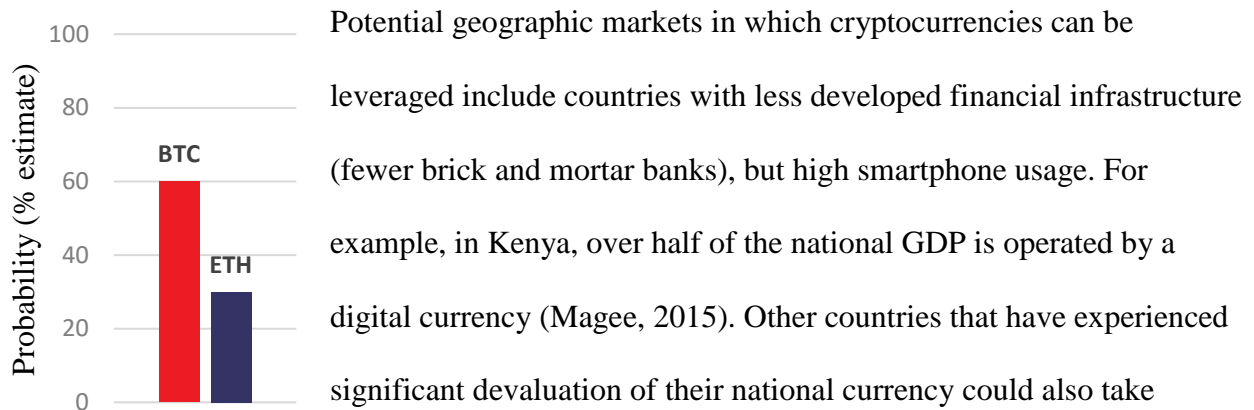 Probability (% estimate)
100
80
60
40
20
0
BTC
ETH
Potential geographic markets in which cryptocurrencies can be
leveraged include countries with less developed financial infrastructure
(fewer brick and mortar banks), but high smartphone usage. For
example, in Kenya, over half of the national GDP is operated by a
digital currency (Magee, 2015). Other countries that have experienced
significant devaluation of their national currency could also take